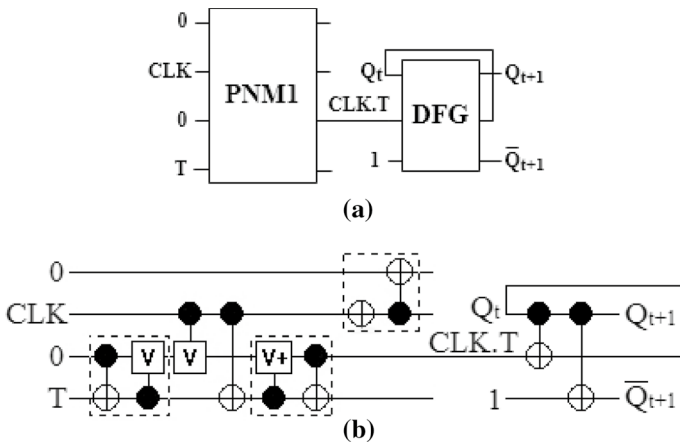 0
CLK
PNM1
0
CLK.T
T
Qt
DFG
Qt+1
1
Q̅t+1
(a)
0
CLK
0
V
V
V+
T
Qt
Qt+1
CLK.T
1
Q̅t+1
(b)